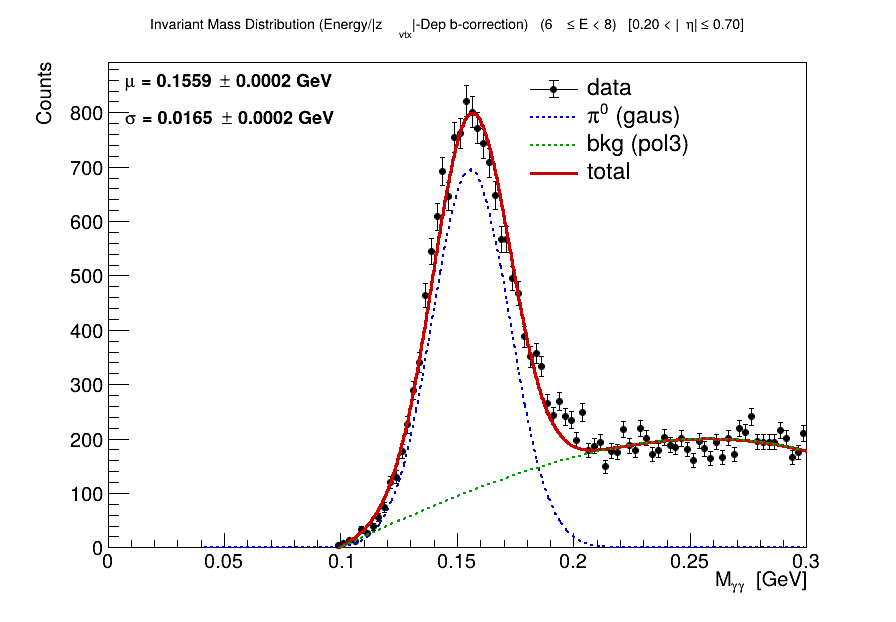 Invariant Mass Distribution (Energy/|z_vtx|-Dep b-correction) (6 ≤ E < 8) [0.20 < | η| ≤ 0.70]
Counts
μ = 0.1559 ± 0.0002 GeV
σ = 0.0165 ± 0.0002 GeV
data
π⁰ (gaus)
bkg (pol3)
total
800
700
600
500
400
300
200
100
0
0 0.05 0.1 0.15 0.2 0.25 0.3
M_γγ [GeV]